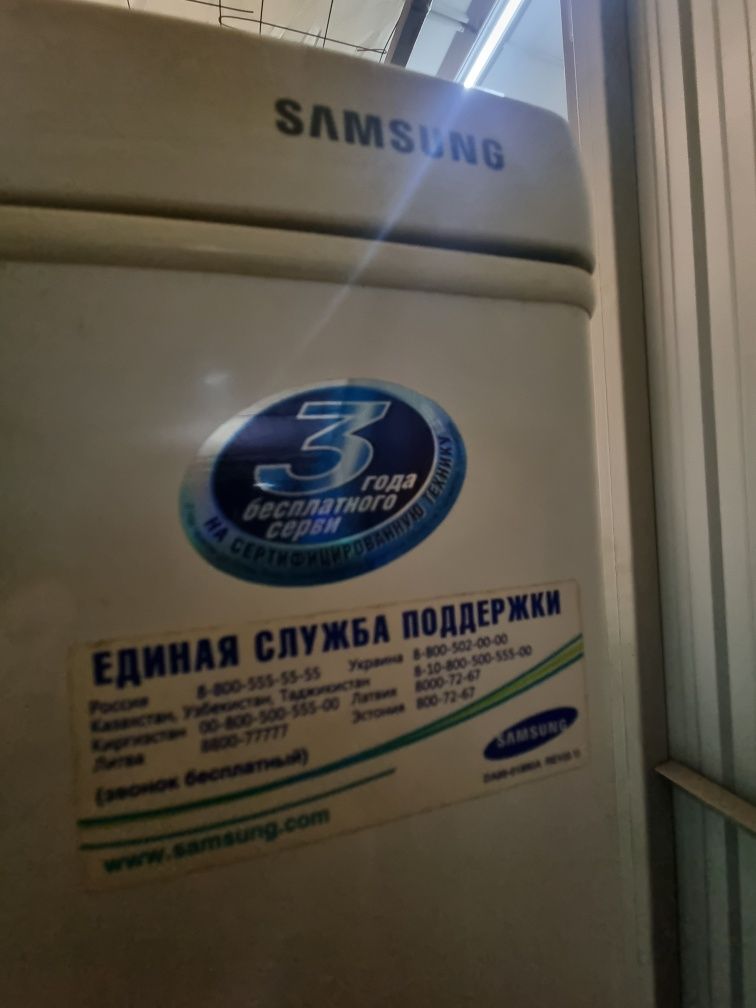 SAMSUNG
3
года
бесплатного
серви
НА СЕРТИФИЦИРОВАННУЮ ТЕХНИКУ
ЕДИНАЯ СЛУЖБА ПОДДЕРЖКИ
Россия 8-800-555-55-55 Украина 8-800-502-00-00
Казахстан, Узбекистан, Таджикистан 8-10-800-500-555-00
Киргизстан 00-800-500-555-00 Латвия 8000-72-67
Литва 8800-77777 Эстония 800-72-67
(звонок бесплатный)
SAMSUNG
www.samsung.com